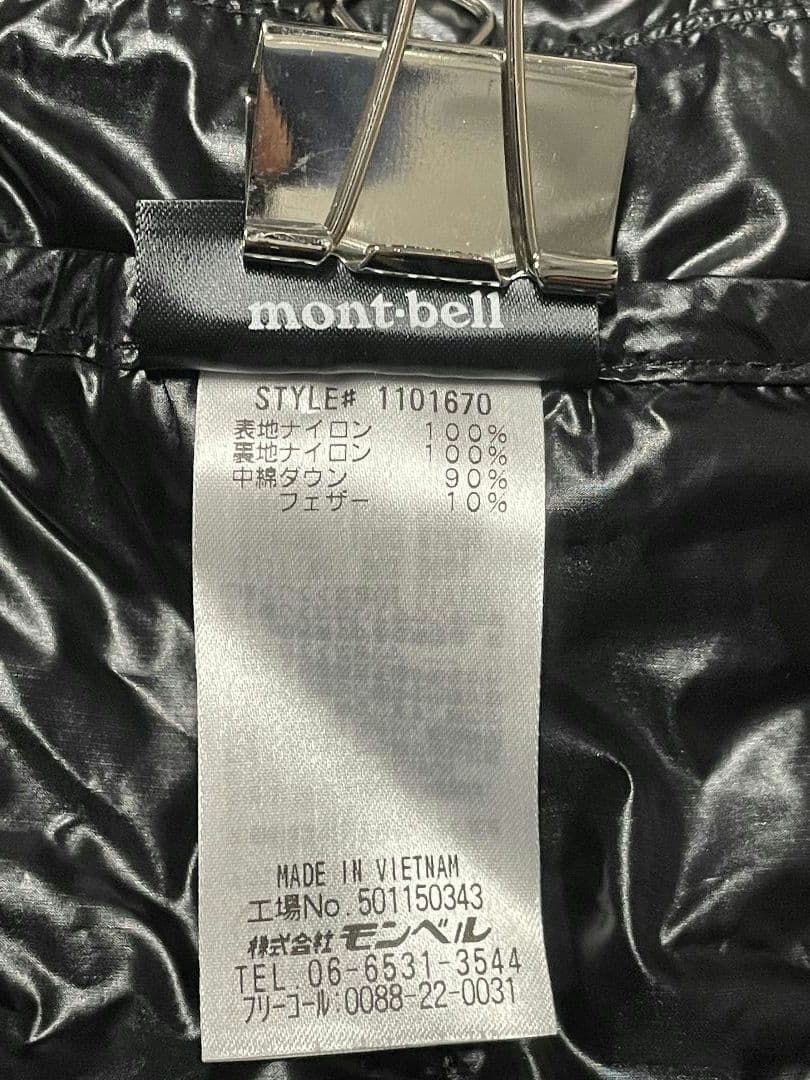 mont-bell
STYLE# 1101670
表地ナイロン 100%
裏地ナイロン 100%
中綿ダウン 90%
フェザー 10%
MADE IN VIETNAM
工場No.501150343
株式会社モンベル
TEL.06-6531-3544
フリーコール:0088-22-0031